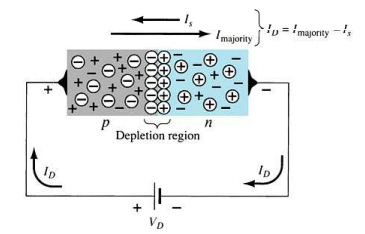 I_s
I_majority } I_D = I_majority − I_s
+ −
p n
Depletion region
I_D I_D
+ −
V_D